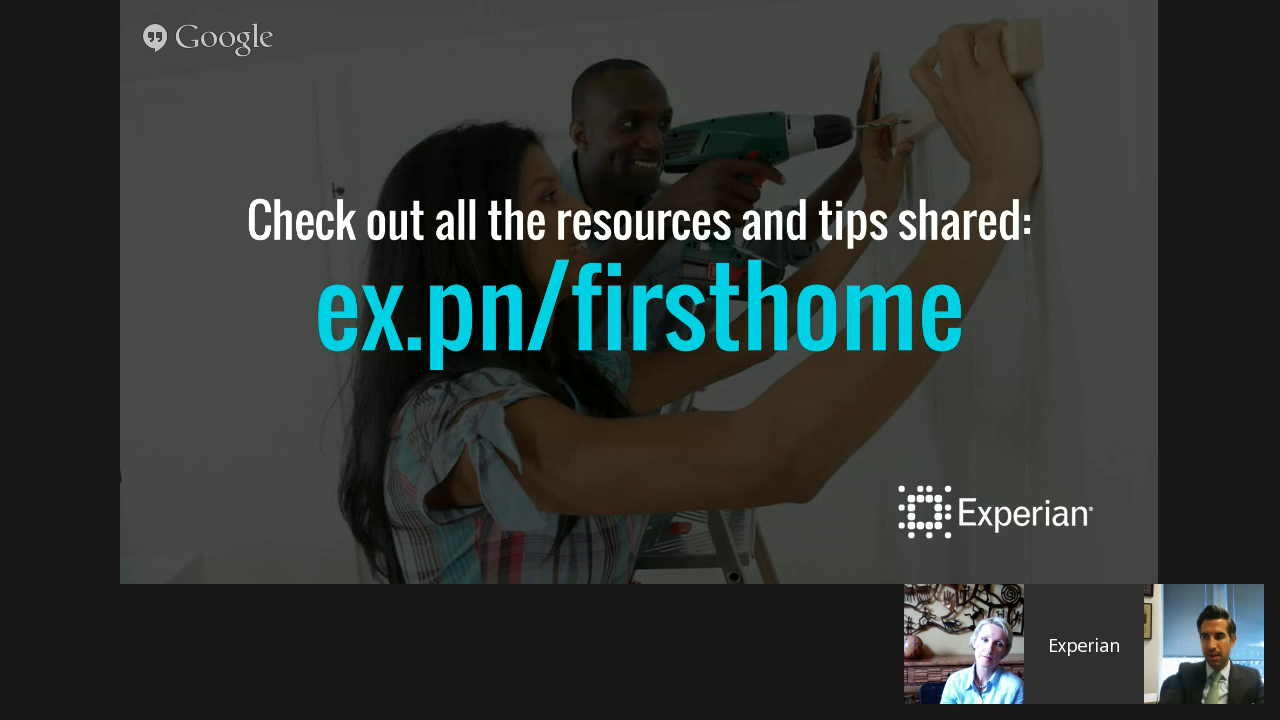 Google
Check out all the resources and tips shared:
ex.pn/firsthome
Experian
Experian